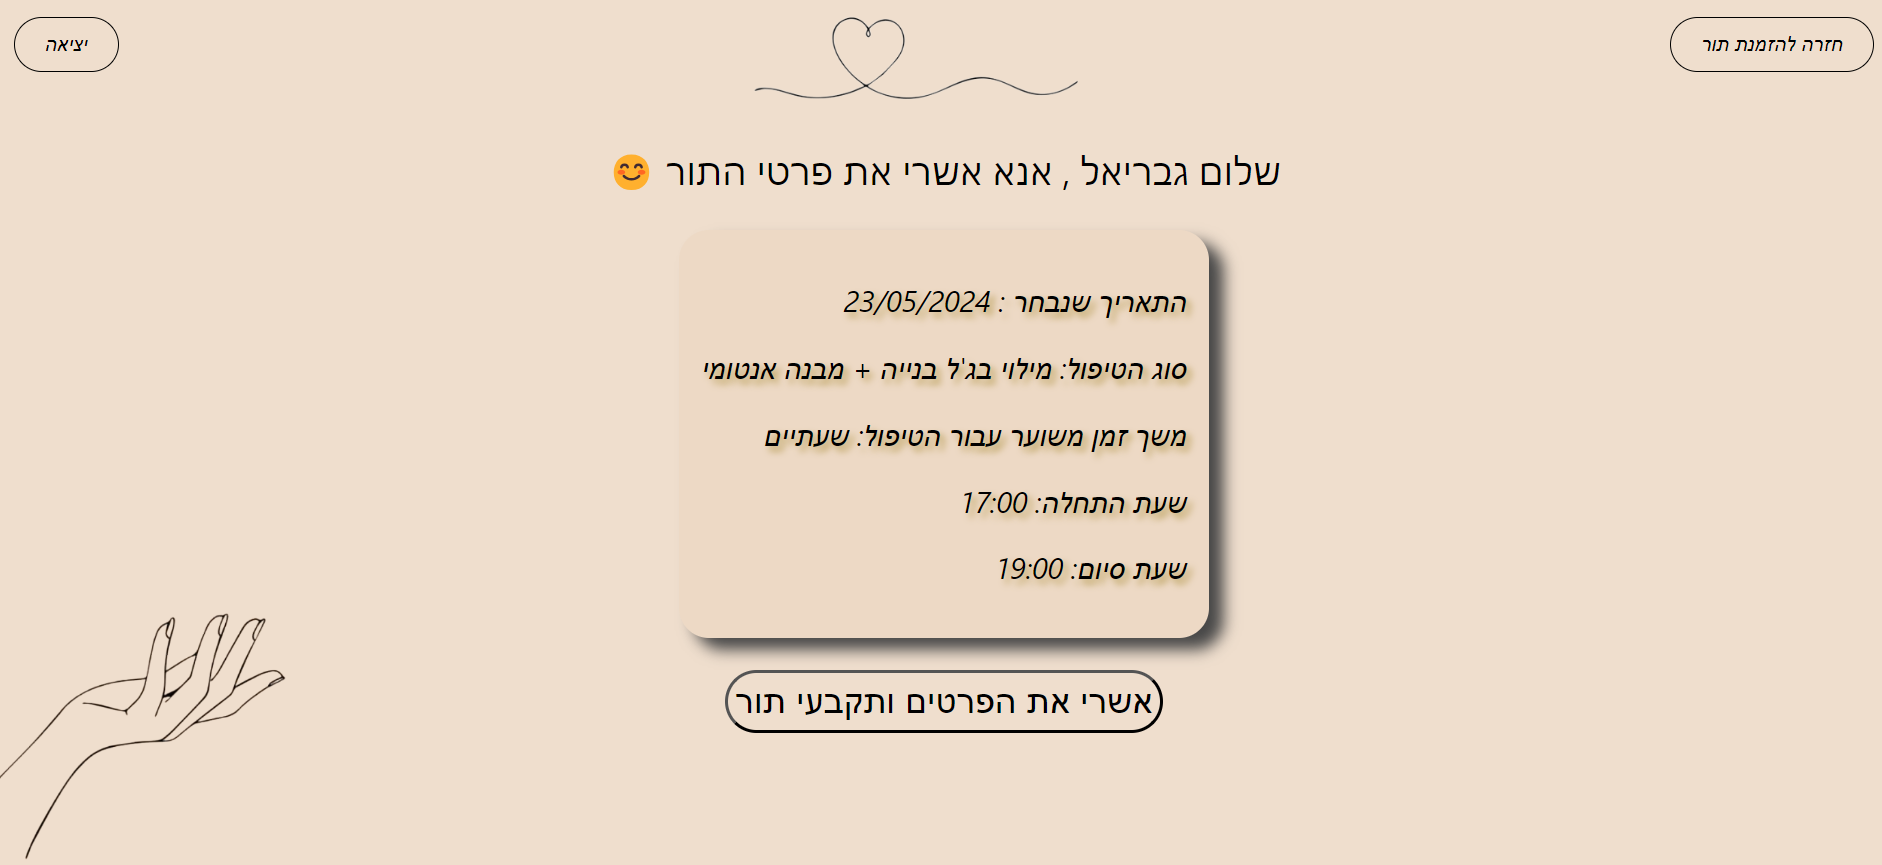 חזרה להזמנת תור
יציאה
שלום גבריאל , אנא אשרי את פרטי התור 😊
התאריך שנבחר : 23/05/2024
סוג הטיפול: מילוי בג'ל בנייה + מבנה אנטומי
משך זמן משוער עבור הטיפול: שעתיים
שעת התחלה: 17:00
שעת סיום: 19:00
אשרי את הפרטים ותקבעי תור